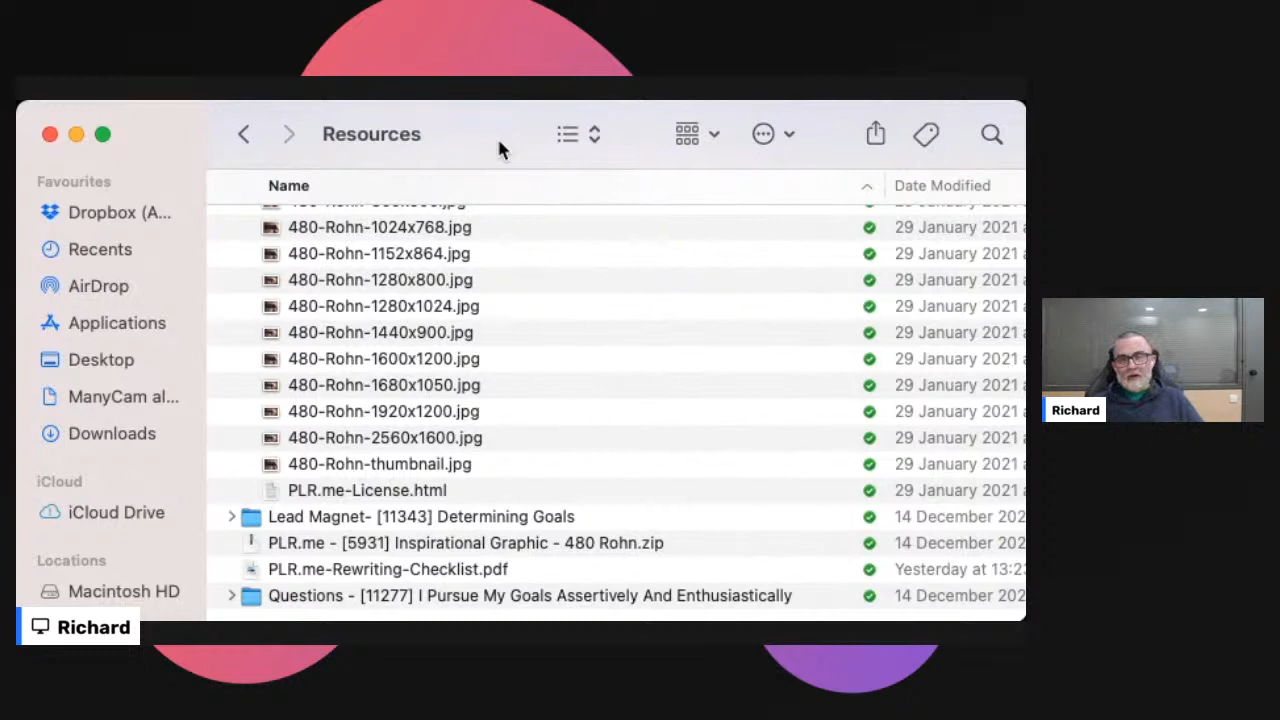 Resources
Favourites
Dropbox (A...
Recents
AirDrop
Applications
Desktop
ManyCam al...
Downloads
iCloud
iCloud Drive
Locations
Macintosh HD
Name
Date Modified
480-Rohn-1024x768.jpg 29 January 2021
480-Rohn-1152x864.jpg 29 January 2021
480-Rohn-1280x800.jpg 29 January 2021
480-Rohn-1280x1024.jpg 29 January 2021
480-Rohn-1440x900.jpg 29 January 2021
480-Rohn-1600x1200.jpg 29 January 2021
480-Rohn-1680x1050.jpg 29 January 2021
480-Rohn-1920x1200.jpg 29 January 2021
480-Rohn-2560x1600.jpg 29 January 2021
480-Rohn-thumbnail.jpg 29 January 2021
PLR.me-License.html 29 January 2021
Lead Magnet- [11343] Determining Goals 14 December 202
PLR.me - [5931] Inspirational Graphic - 480 Rohn.zip 14 December 202
PLR.me-Rewriting-Checklist.pdf Yesterday at 13:2
Questions - [11277] I Pursue My Goals Assertively And Enthusiastically 14 December 202
Richard
Richard